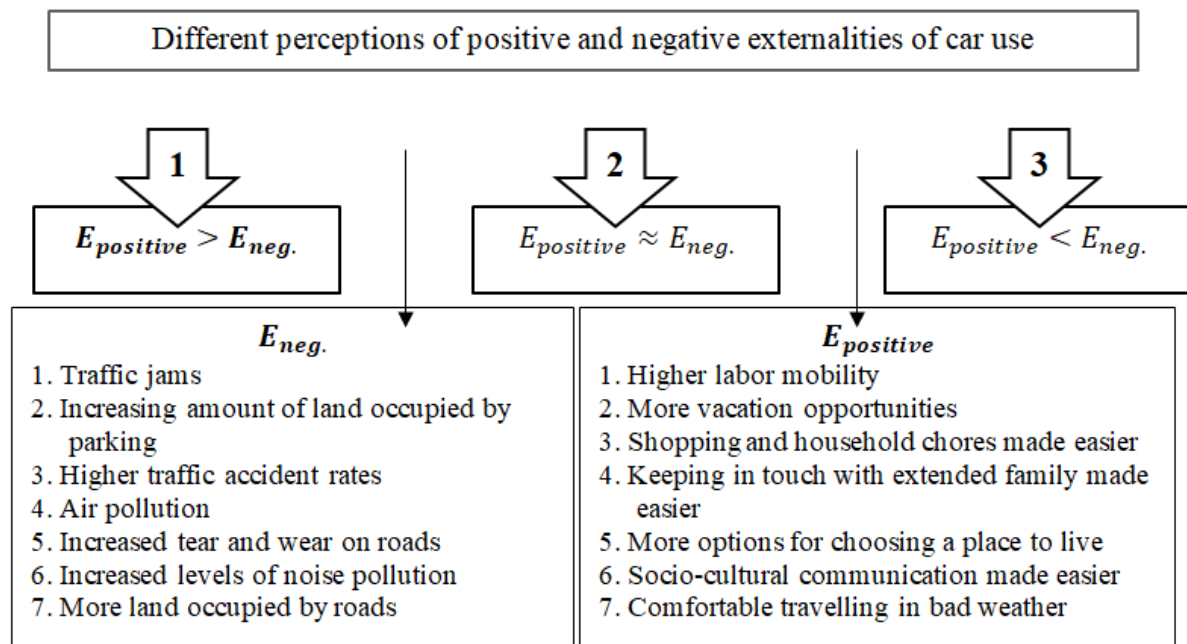 Different perceptions of positive and negative externalities of car use
1
2
3
E_positive > E_neg.
E_positive ≈ E_neg.
E_positive < E_neg.
E_neg.
1. Traffic jams
2. Increasing amount of land occupied by
parking
3. Higher traffic accident rates
4. Air pollution
5. Increased tear and wear on roads
6. Increased levels of noise pollution
7. More land occupied by roads
E_positive
1. Higher labor mobility
2. More vacation opportunities
3. Shopping and household chores made easier
4. Keeping in touch with extended family made
easier
5. More options for choosing a place to live
6. Socio-cultural communication made easier
7. Comfortable travelling in bad weather